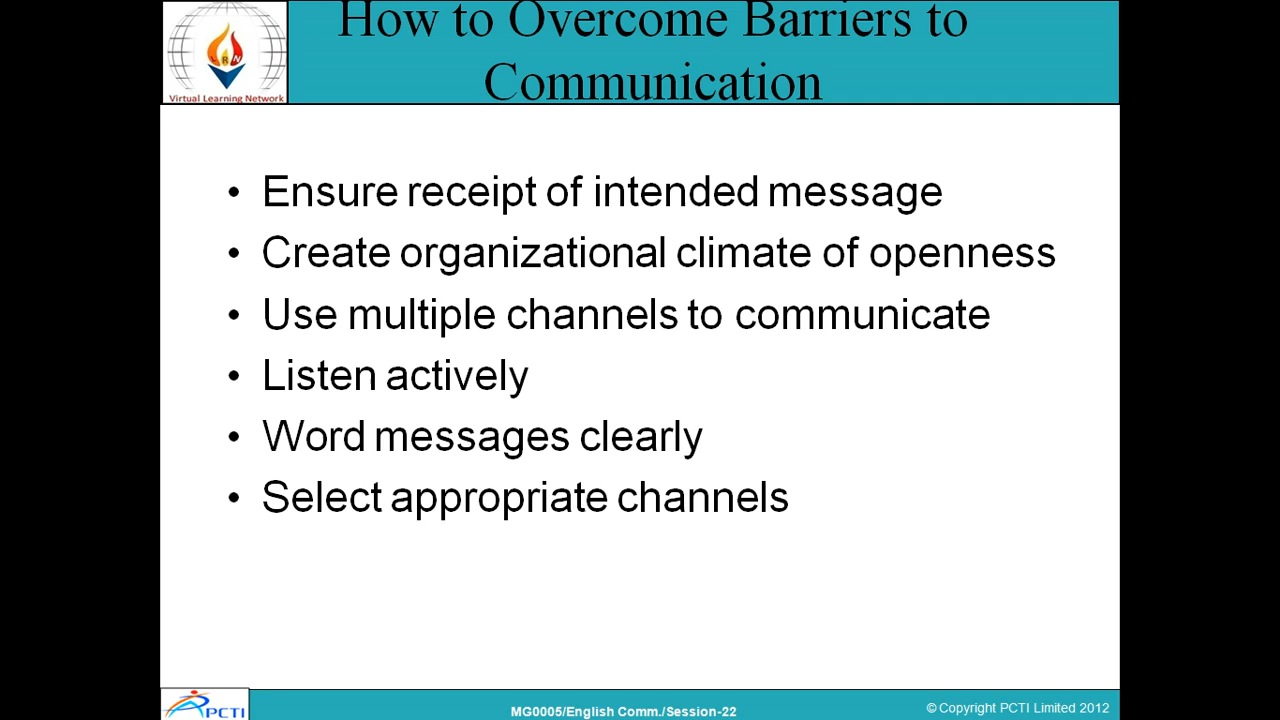 How to Overcome Barriers to
Communication
LRN
Virtual Learning Network
• Ensure receipt of intended message
• Create organizational climate of openness
• Use multiple channels to communicate
• Listen actively
• Word messages clearly
• Select appropriate channels
PCTI
MG0005/English Comm./Session-22
© Copyright PCTI Limited 2012